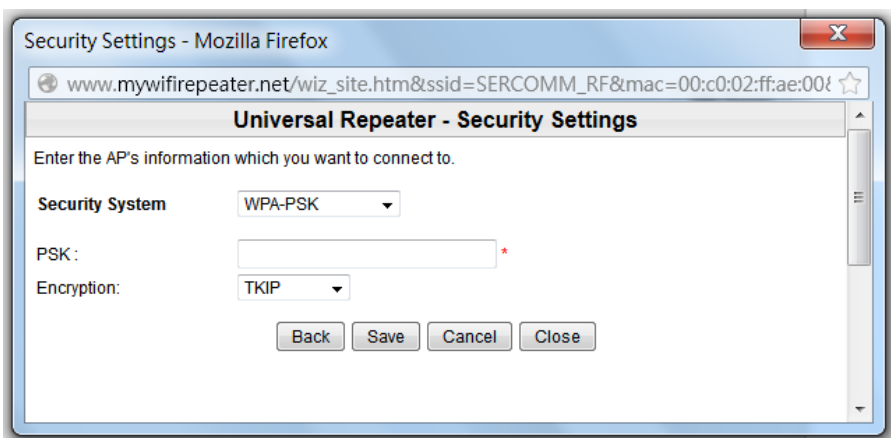 Security Settings - Mozilla Firefox
www.mywifirepeater.net/wiz_site.htm&ssid=SERCOMM_RF&mac=00:c0:02:ff:ae:00
Universal Repeater - Security Settings
Enter the AP's information which you want to connect to.
Security System WPA-PSK
PSK : *
Encryption: TKIP
Back Save Cancel Close